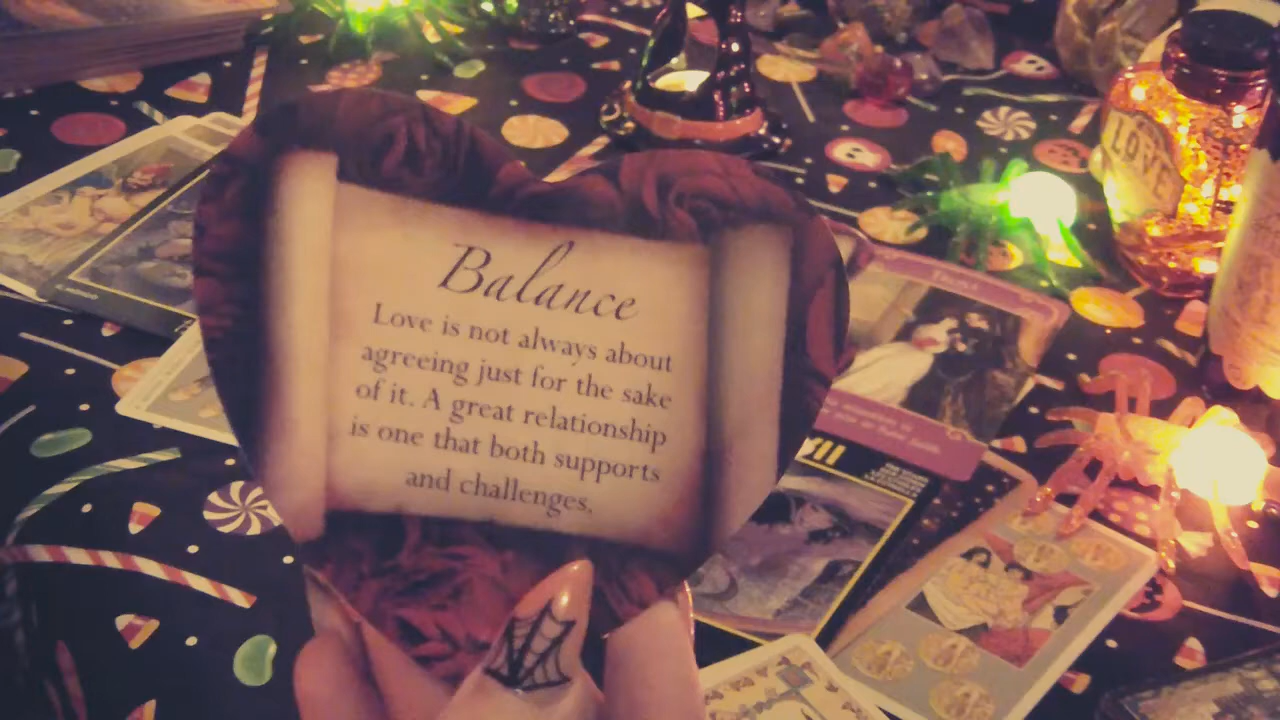 Balance
Love is not always about
agreeing just for the sake
of it. A great relationship
is one that both supports
and challenges.
LOVE